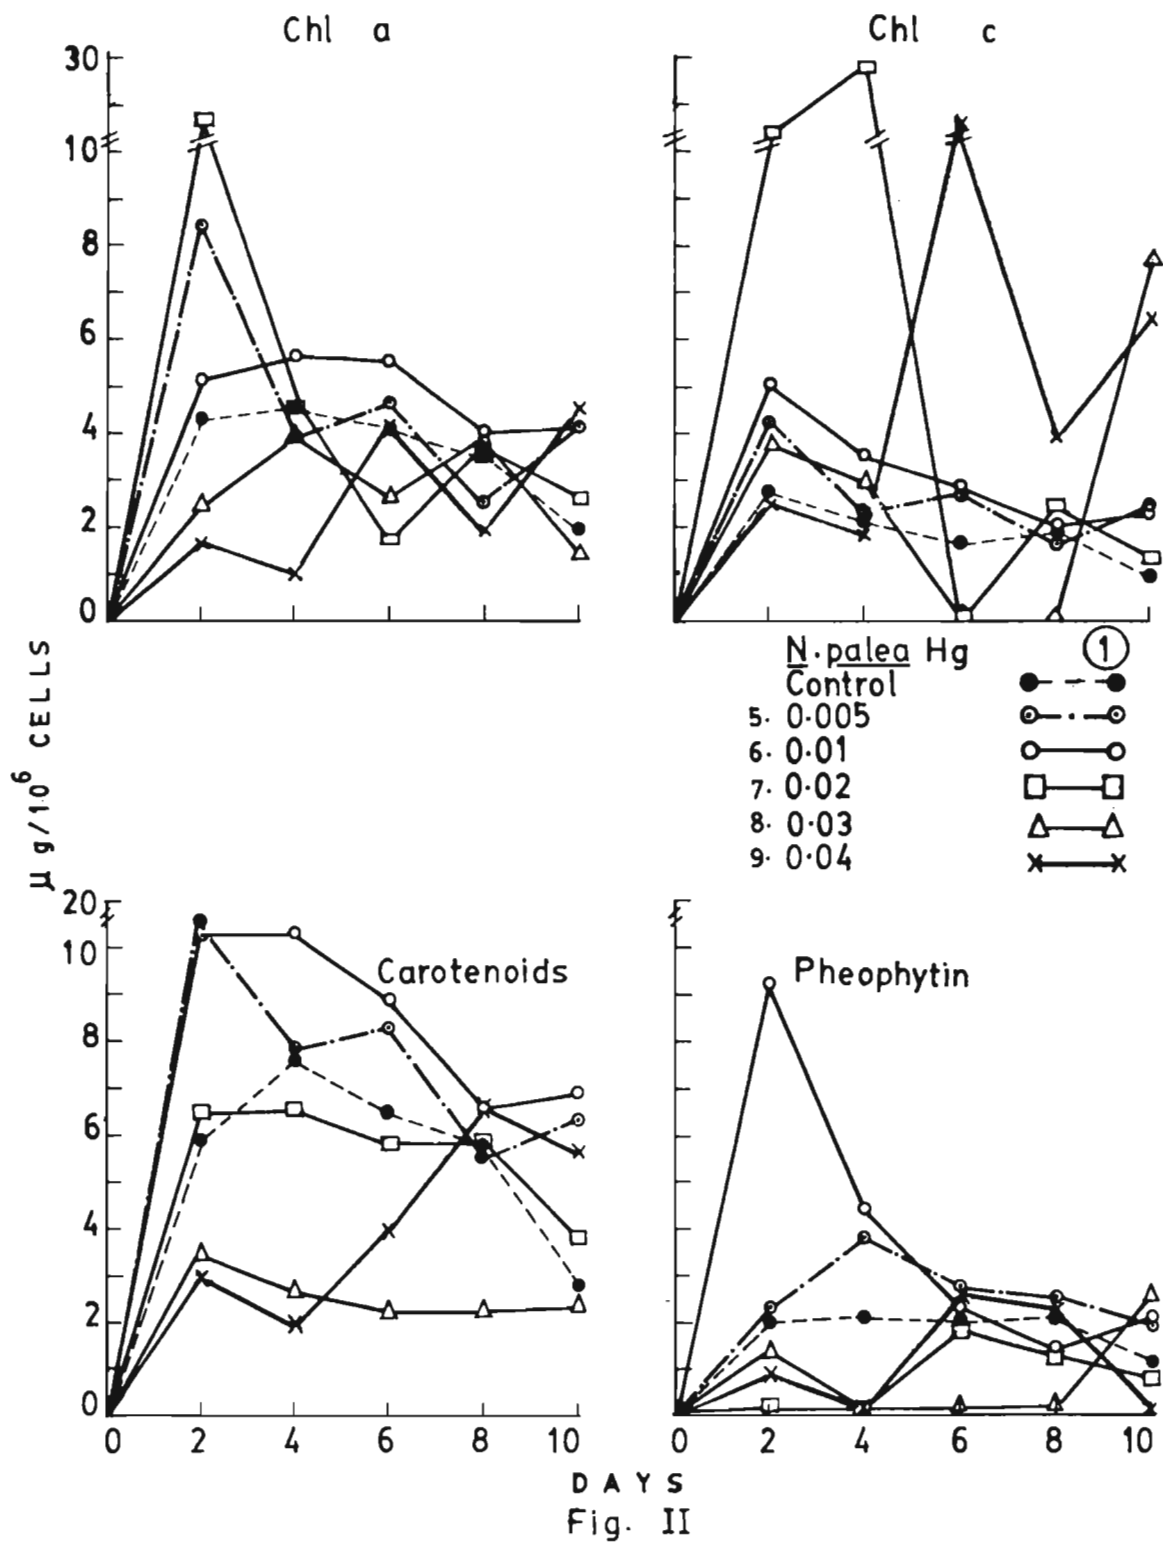 Chl a
Chl c
30
10
8
6
4
2
0
N.palea Hg 1
Control
5. 0.005
6. 0.01
7. 0.02
8. 0.03
9. 0.04
µg/10⁶ CELLS
20
10
8
6
4
2
0
Carotenoids
Pheophytin
0 2 4 6 8 10
0 2 4 6 8 10
DAYS
Fig. II